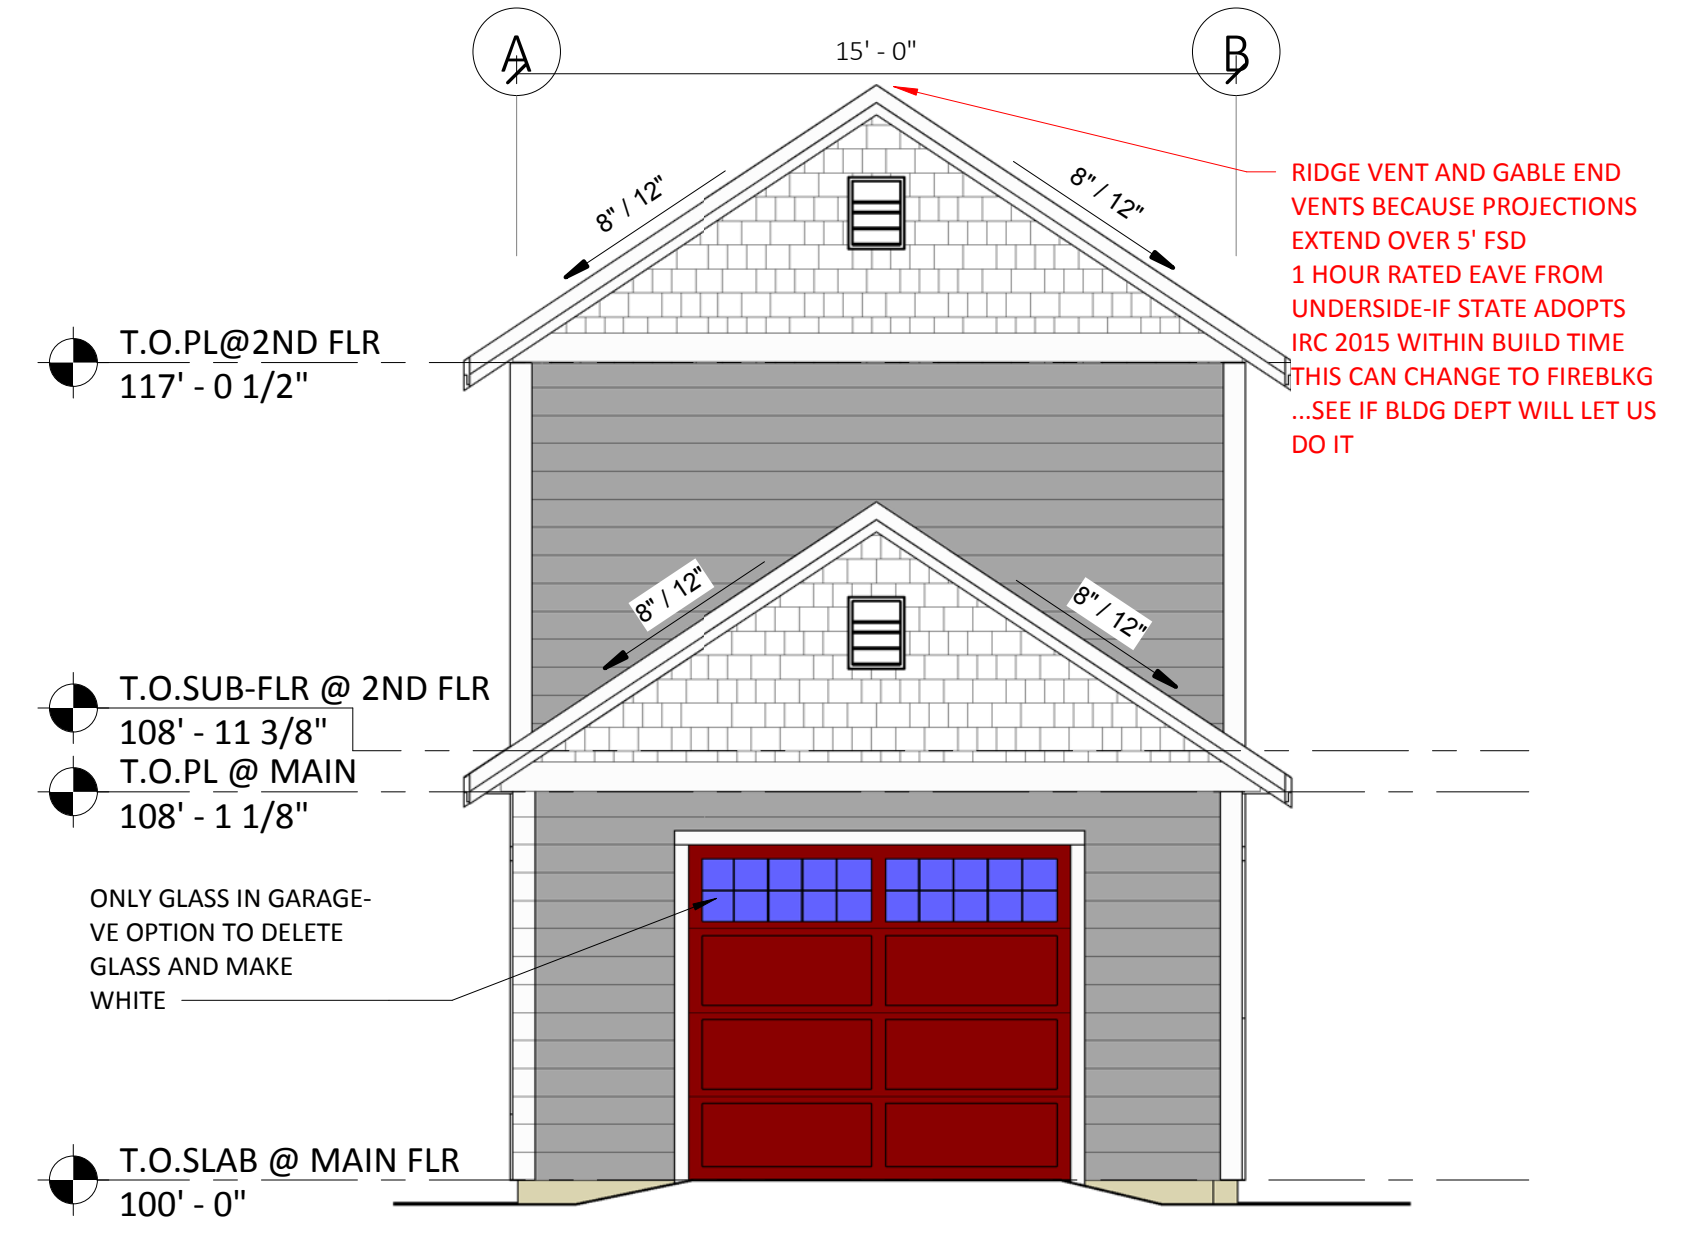 A
15' - 0"
B
8" / 12"
8" / 12"
RIDGE VENT AND GABLE END
VENTS BECAUSE PROJECTIONS
EXTEND OVER 5' FSD
1 HOUR RATED EAVE FROM
UNDERSIDE-IF STATE ADOPTS
IRC 2015 WITHIN BUILD TIME
THIS CAN CHANGE TO FIREBLKG
...SEE IF BLDG DEPT WILL LET US
DO IT
T.O.PL@2ND FLR
117' - 0 1/2"
8" / 12"
8" / 12"
T.O.SUB-FLR @ 2ND FLR
108' - 11 3/8"
T.O.PL @ MAIN
108' - 1 1/8"
ONLY GLASS IN GARAGE-
VE OPTION TO DELETE
GLASS AND MAKE
WHITE
T.O.SLAB @ MAIN FLR
100' - 0"